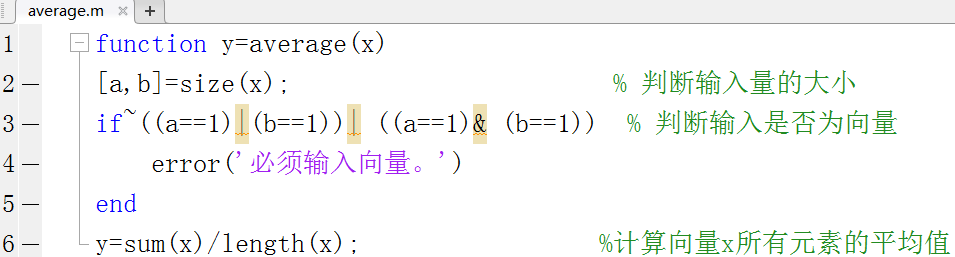 average.m × +
1 function y=average(x)
2 — [a,b]=size(x); % 判断输入量的大小
3 — if~((a==1)|(b==1))| ((a==1)& (b==1)) % 判断输入是否为向量
4 — error('必须输入向量。')
5 — end
6 — y=sum(x)/length(x); %计算向量x所有元素的平均值